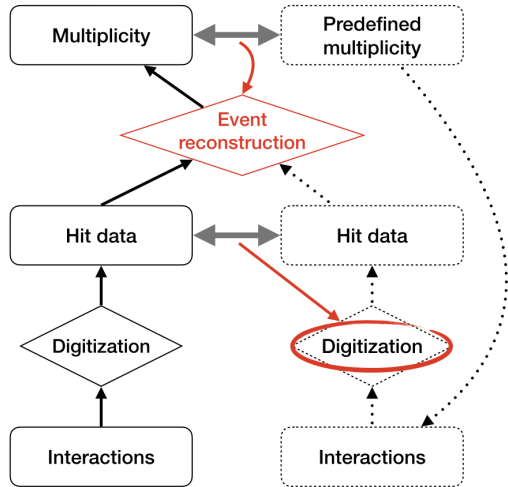 Multiplicity
Predefined
multiplicity
Event
reconstruction
Hit data
Hit data
Digitization
Digitization
Interactions
Interactions